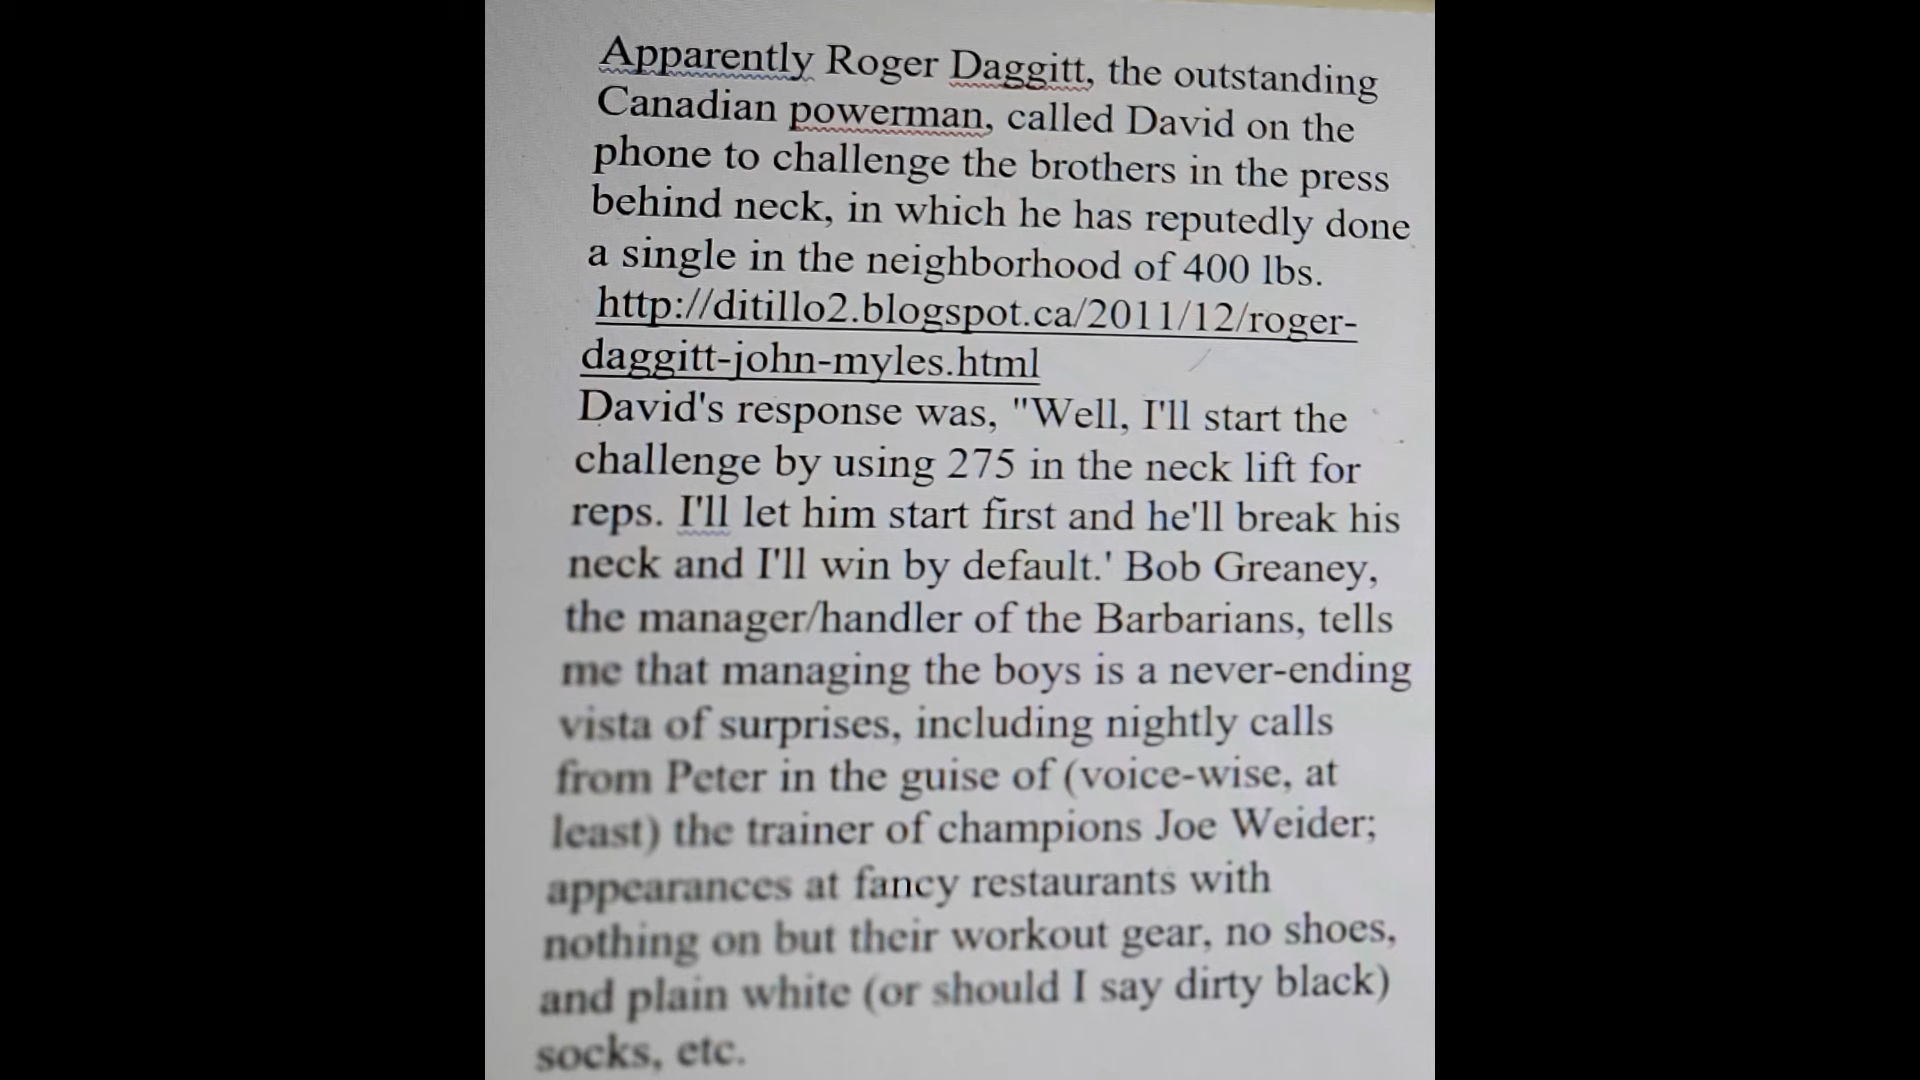 Apparently Roger Daggitt, the outstanding
Canadian powerman, called David on the
phone to challenge the brothers in the press
behind neck, in which he has reputedly done
a single in the neighborhood of 400 lbs.
http://ditillo2.blogspot.ca/2011/12/roger-
daggitt-john-myles.html
David's response was, "Well, I'll start the
challenge by using 275 in the neck lift for
reps. I'll let him start first and he'll break his
neck and I'll win by default.' Bob Greaney,
the manager/handler of the Barbarians, tells
me that managing the boys is a never-ending
vista of surprises, including nightly calls
from Peter in the guise of (voice-wise, at
least) the trainer of champions Joe Weider;
appearances at fancy restaurants with
nothing on but their workout gear, no shoes,
and plain white (or should I say dirty black)
socks, etc.